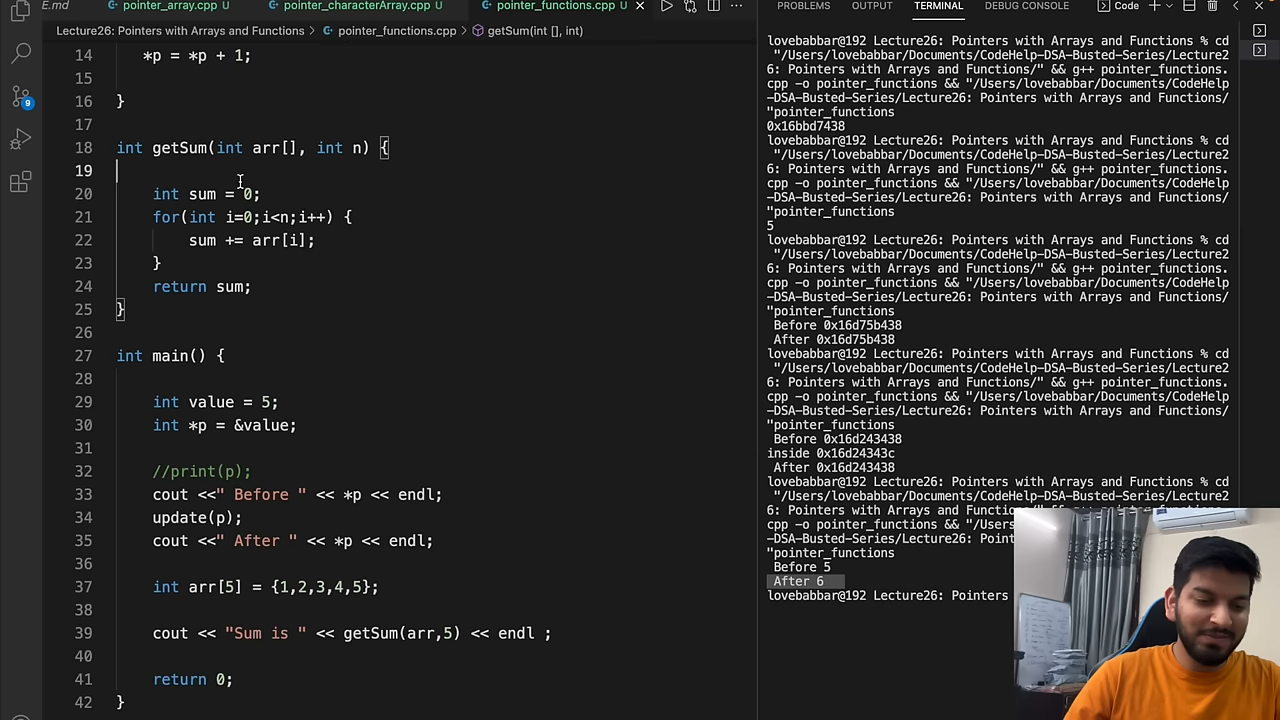 E.md pointer_array.cpp U pointer_characterArray.cpp U pointer_functions.cpp U
Lecture26: Pointers with Arrays and Functions > pointer_functions.cpp > getSum(int [], int)
14 *p = *p + 1;
15
16 }
17
18 int getSum(int arr[], int n) {
19
20 int sum = 0;
21 for(int i=0;i<n;i++) {
22 sum += arr[i];
23 }
24 return sum;
25 }
26
27 int main() {
28
29 int value = 5;
30 int *p = &value;
31
32 //print(p);
33 cout <<" Before " << *p << endl;
34 update(p);
35 cout <<" After " << *p << endl;
36
37 int arr[5] = {1,2,3,4,5};
38
39 cout << "Sum is " << getSum(arr,5) << endl ;
40
41 return 0;
42 }
9
PROBLEMS OUTPUT TERMINAL DEBUG CONSOLE Code
lovebabbar@192 Lecture26: Pointers with Arrays and Functions % cd
"/Users/lovebabbar/Documents/CodeHelp-DSA-Busted-Series/Lecture2
6: Pointers with Arrays and Functions/" && g++ pointer_functions.
cpp -o pointer_functions && "/Users/lovebabbar/Documents/CodeHelp
-DSA-Busted-Series/Lecture26: Pointers with Arrays and Functions/
"pointer_functions
0x16bbd7438
lovebabbar@192 Lecture26: Pointers with Arrays and Functions % cd
"/Users/lovebabbar/Documents/CodeHelp-DSA-Busted-Series/Lecture2
6: Pointers with Arrays and Functions/" && g++ pointer_functions.
cpp -o pointer_functions && "/Users/lovebabbar/Documents/CodeHelp
-DSA-Busted-Series/Lecture26: Pointers with Arrays and Functions/
"pointer_functions
5
lovebabbar@192 Lecture26: Pointers with Arrays and Functions % cd
"/Users/lovebabbar/Documents/CodeHelp-DSA-Busted-Series/Lecture2
6: Pointers with Arrays and Functions/" && g++ pointer_functions.
cpp -o pointer_functions && "/Users/lovebabbar/Documents/CodeHelp
-DSA-Busted-Series/Lecture26: Pointers with Arrays and Functions/
"pointer_functions
Before 0x16d75b438
After 0x16d75b438
lovebabbar@192 Lecture26: Pointers with Arrays and Functions % cd
"/Users/lovebabbar/Documents/CodeHelp-DSA-Busted-Series/Lecture2
6: Pointers with Arrays and Functions/" && g++ pointer_functions.
cpp -o pointer_functions && "/Users/lovebabbar/Documents/CodeHelp
-DSA-Busted-Series/Lecture26: Pointers with Arrays and Functions/
"pointer_functions
Before 0x16d243438
inside 0x16d24343c
After 0x16d243438
lovebabbar@192 Lecture26: Pointers with Arrays and Functions % cd
"/Users/lovebabbar/Documents/CodeHelp-DSA-Busted-Series/Lecture2
6: Pointers with Arrays and Functions/" && g++ pointer_functions.
cpp -o pointer_functions && "/Users
-DSA-Busted-Series/Lecture26: Point
"pointer_functions
Before 5
After 6
lovebabbar@192 Lecture26: Pointers